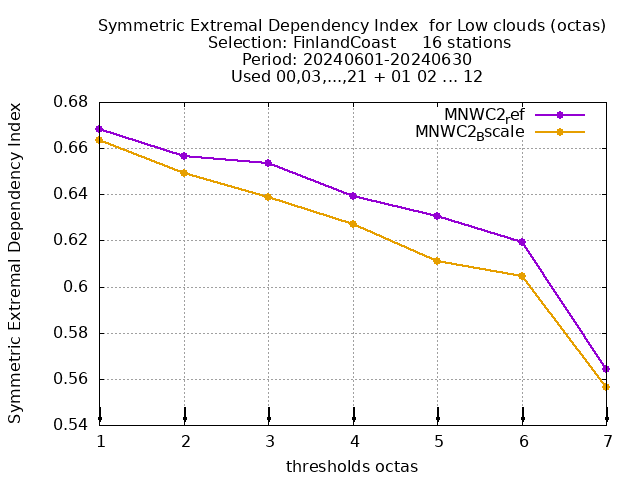 Symmetric Extremal Dependency Index  for Low clouds (octas)
Selection: FinlandCoast     16 stations
Period: 20240601-20240630
Used 00,03,...,21 + 01 02 ... 12
MNWC2ref
MNWC2Bscale
Symmetric Extremal Dependency Index
0.68
0.66
0.64
0.62
0.6
0.58
0.56
0.54
1 2 3 4 5 6 7
thresholds octas